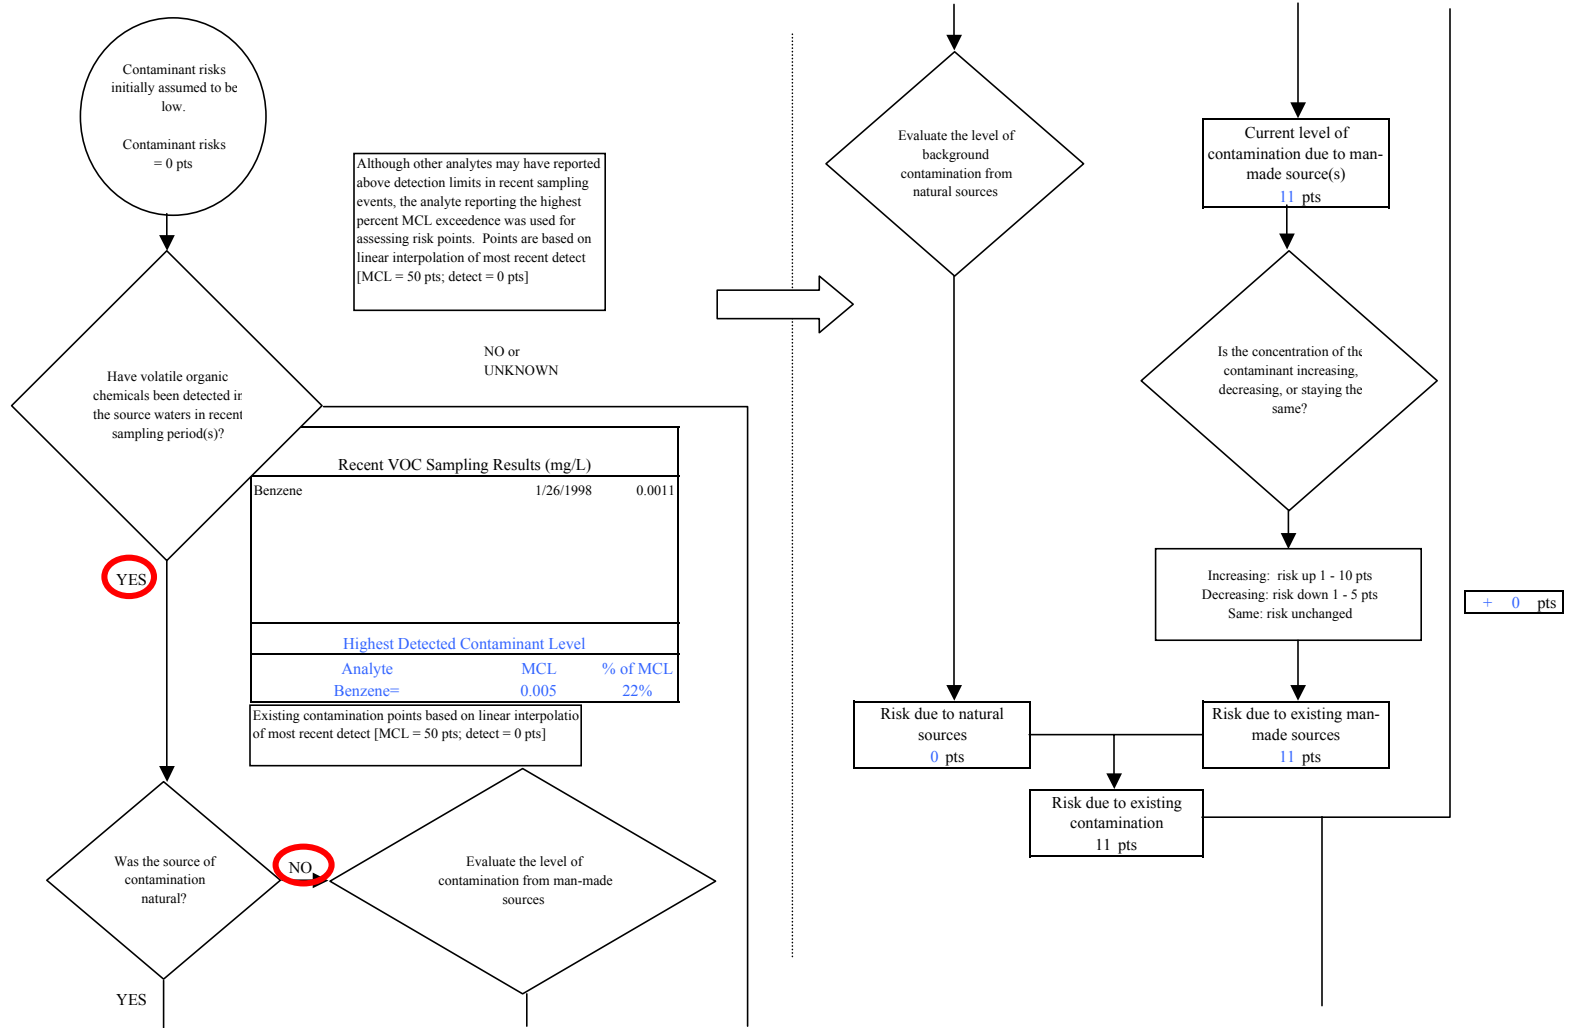 Contaminant risks
initially assumed to be
low.
Contaminant risks
= 0 pts
Although other analytes may have reported
above detection limits in recent sampling
events, the analyte reporting the highest
percent MCL exceedence was used for
assessing risk points.  Points are based on
linear interpolation of most recent detect
[MCL = 50 pts; detect = 0 pts]
NO or
UNKNOWN
Have volatile organic
chemicals been detected in
the source waters in recent
sampling period(s)?
Recent VOC Sampling Results (mg/L)
Benzene 1/26/1998 0.0011
YES
Highest Detected Contaminant Level
Analyte MCL % of MCL
Benzene= 0.005 22%
Existing contamination points based on linear interpolatio
of most recent detect [MCL = 50 pts; detect = 0 pts]
Was the source of
contamination
natural?
NO
Evaluate the level of
contamination from man-made
sources
YES
Evaluate the level of
background
contamination from
natural sources
Current level of
contamination due to man-
made source(s)
11 pts
Is the concentration of the
contaminant increasing,
decreasing, or staying the
same?
Increasing:  risk up 1 - 10 pts
Decreasing: risk down 1 - 5 pts
Same: risk unchanged
+ 0 pts
Risk due to natural
sources
0 pts
Risk due to existing man-
made sources
11 pts
Risk due to existing
contamination
11 pts